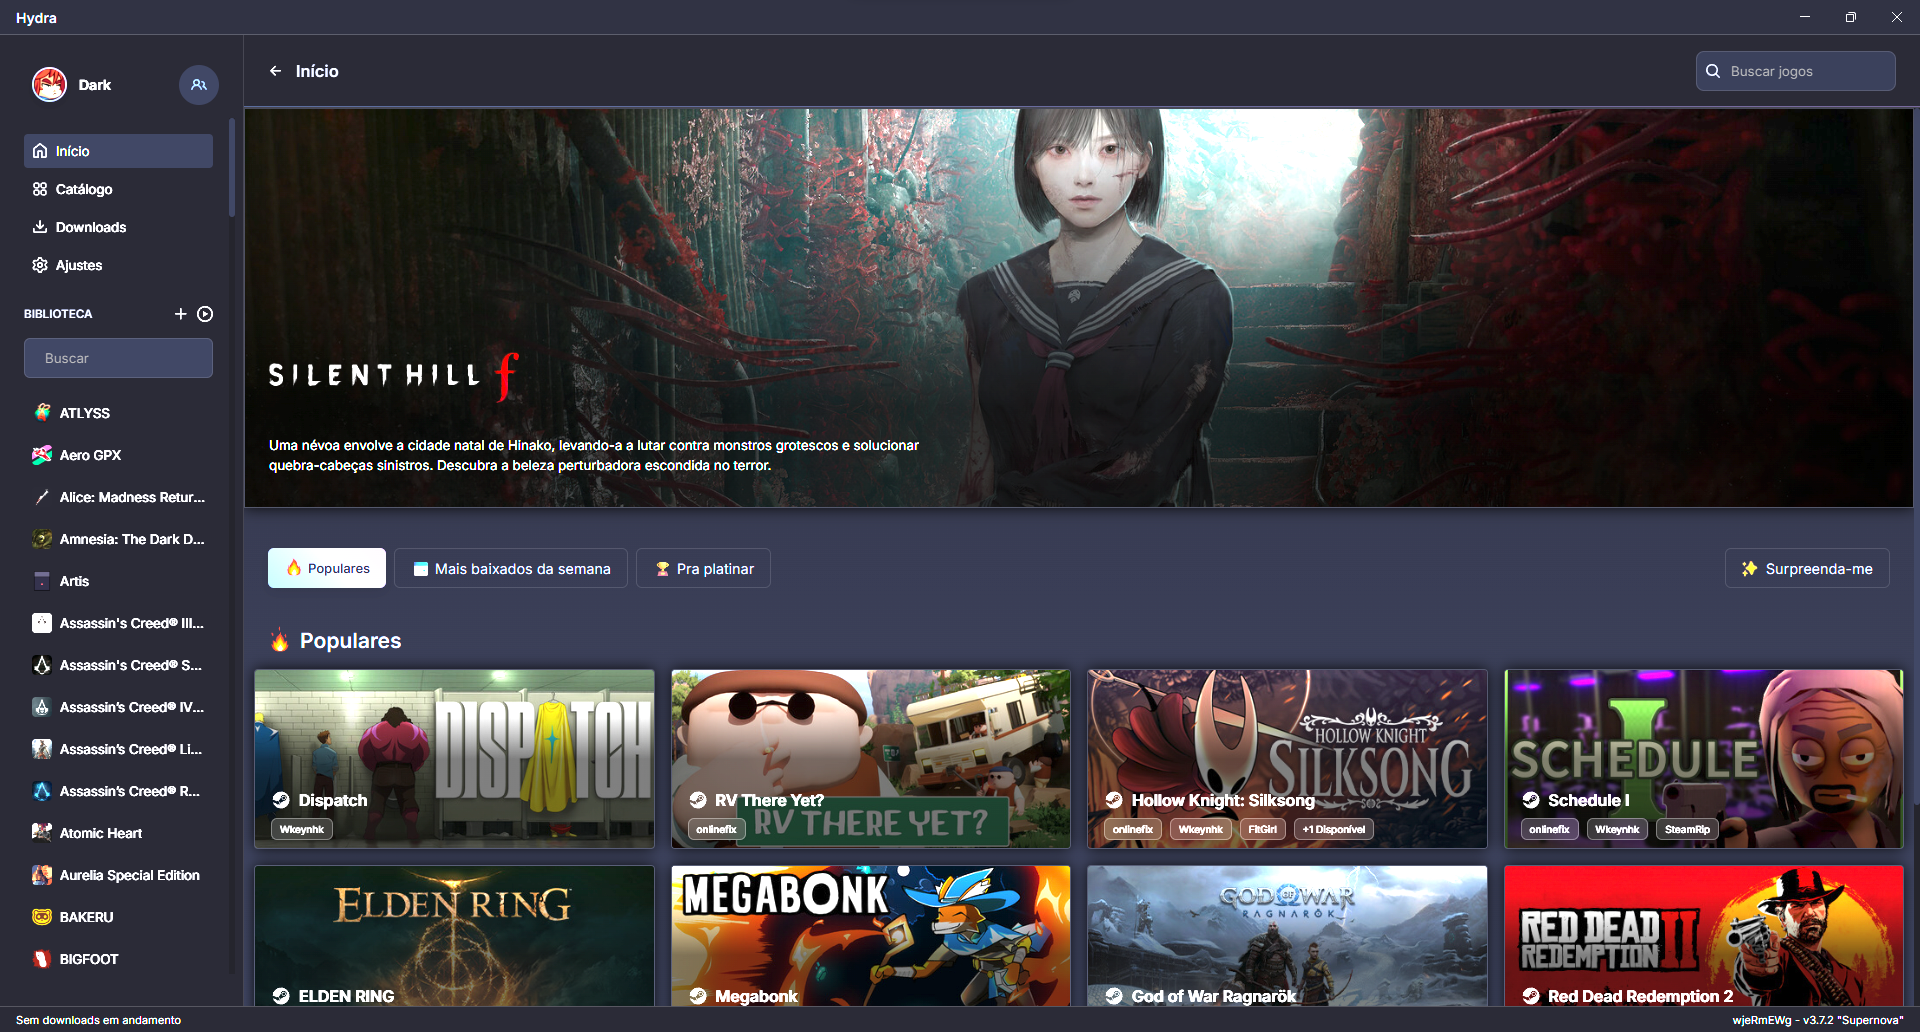 Hydra
Dark
Início
Buscar jogos
Início
Catálogo
Downloads
Ajustes
BIBLIOTECA
Buscar
ATLYSS
Aero GPX
Alice: Madness Retur...
Amnesia: The Dark D...
Artis
Assassin's Creed® III...
Assassin's Creed® S...
Assassin's Creed® IV...
Assassin's Creed® Li...
Assassin's Creed® R...
Atomic Heart
Aurelia Special Edition
BAKERU
BIGFOOT
SILENT HILL f
Uma névoa envolve a cidade natal de Hinako, levando-a a lutar contra monstros grotescos e solucionar
quebra-cabeças sinistros. Descubra a beleza perturbadora escondida no terror.
Populares
Mais baixados da semana
Pra platinar
Surpreenda-me
Populares
DISPATCH
Dispatch
Wkeynhk
RV There Yet?
onlinefix
RV THERE YET?
HOLLOW KNIGHT
SILKSONG
Hollow Knight: Silksong
onlinefix
Wkeynhk
FitGirl
+1 Disponível
SCHEDULE I
Schedule I
onlinefix
Wkeynhk
SteamRip
ELDEN RING
ELDEN RING
MEGABONK
Megabonk
GOD OF WAR
RAGNARÖK
God of War Ragnarök
RED DEAD
REDEMPTION II
Red Dead Redemption 2
Sem downloads em andamento
wjeRmEWg - v3.7.2 "Supernova"